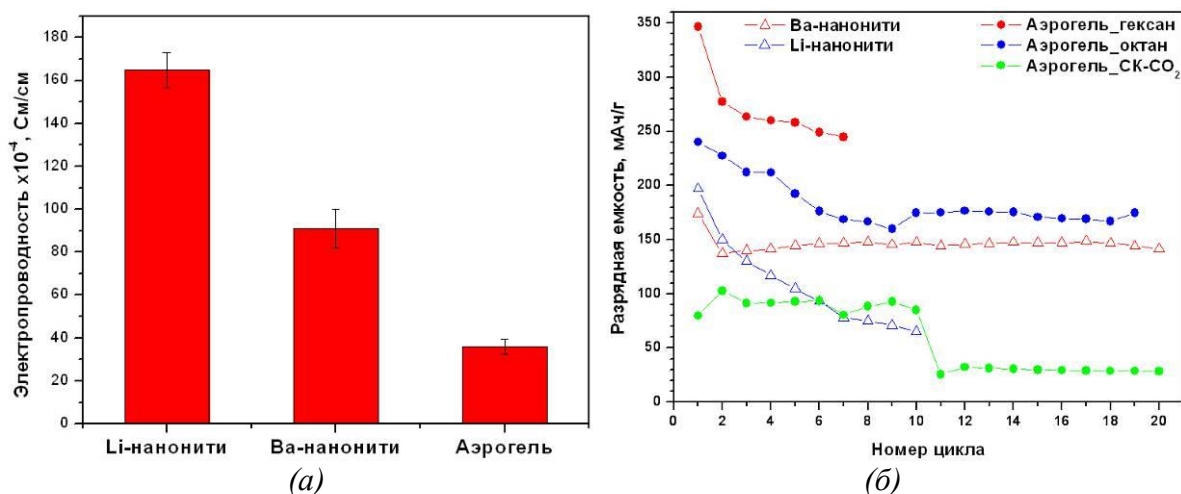 Электропроводность x10⁻⁴, См/см
180
160
140
120
100
80
60
40
20
0
Li-нанонити
Ba-нанонити
Аэрогель
(а)
Разрядная емкость, мАч/г
350
300
250
200
150
100
50
0
Ba-нанонити
Li-нанонити
Аэрогель_гексан
Аэрогель_октан
Аэрогель_СК-CO₂
0 2 4 6 8 10 12 14 16 18 20
Номер цикла
(б)